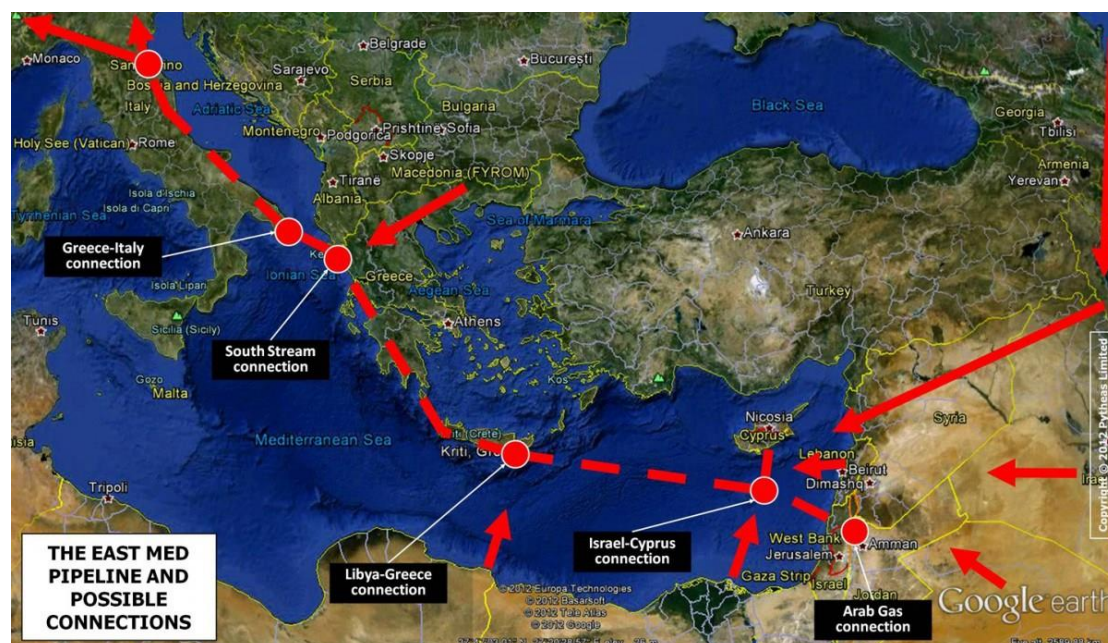 Monaco
San Marino
Belgrade
Bucureşti
Sarajevo
Bosnia and Herzegovina
Serbia
Italy
Adriatic Sea
Black Sea
Bulgaria
Georgia
Tbilisi
Montenegro
Podgorica
Prishtine
Sofia
Holy See (Vatican)
Rome
Skopje
Armenia
Yerevan
Macedonia (FYROM)
Tiranë
Albania
Isola d'Ischia
Isola di Capri
Tyrrhenian Sea
Sea of Marmara
Ankara
Greece-Italy
connection
Ionian Sea
Greece
Isola Lipari
Aegean Sea
Turkey
Tunis
Sicilia (Sicily)
Athens
South Stream
connection
Gozo
Malta
Kos
Copyright © 2012 Pytheas Limited
Nicosia
Cyprus
Syria
Mediterranean Sea
(Crete)
Kriti,
Lebanon
Beirut
Dimashq
Tripoli
Israel-Cyprus
connection
West Bank
Amman
Jerusalem
THE EAST MED
PIPELINE AND
POSSIBLE
CONNECTIONS
Libya-Greece
connection
Gaza Strip
Israel
Jordan
© 2012 Europa Technologies
© 2012 Basarsoft
© 2012 Tele Atlas
© 2012 Google
Arab Gas
connection
Google earth